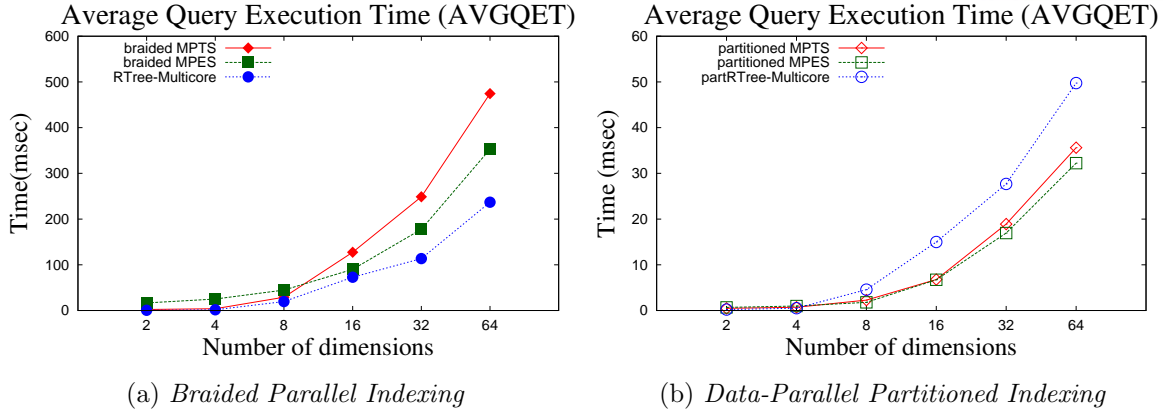 Average Query Execution Time (AVGQET)
600
500
400
300
200
100
0
Time(msec)
braided MPTS
braided MPES
RTree-Multicore
2 4 8 16 32 64
Number of dimensions
(a) Braided Parallel Indexing
Average Query Execution Time (AVGQET)
60
50
40
30
20
10
0
Time (msec)
partitioned MPTS
partitioned MPES
partRTree-Multicore
2 4 8 16 32 64
Number of dimensions
(b) Data-Parallel Partitioned Indexing